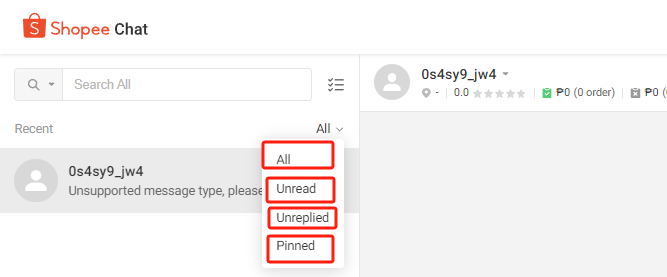 Shopee Chat
Search All
0s4sy9_jw4
- 0.0 ₱0 (0 order) ₱0 (0
Recent All
All
0s4sy9_jw4
Unsupported message type, please
Unread
Unreplied
Pinned